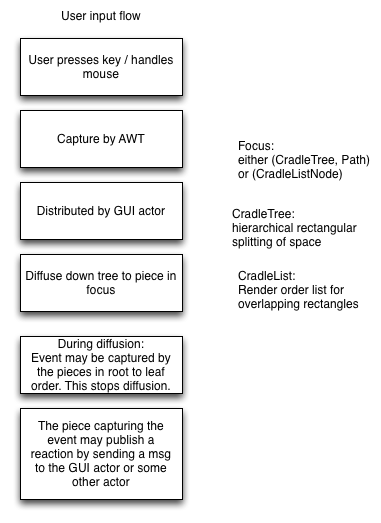 User input flow
User presses key / handles
mouse
Capture by AWT
Distributed by GUI actor
Diffuse down tree to piece in
focus
During diffusion:
Event may be captured by
the pieces in root to leaf
order. This stops diffusion.
The piece capturing the
event may publish a
reaction by sending a msg
to the GUI actor or some
other actor
Focus:
either (CradleTree, Path)
or (CradleListNode)
CradleTree:
hierarchical rectangular
splitting of space
CradleList:
Render order list for
overlapping rectangles